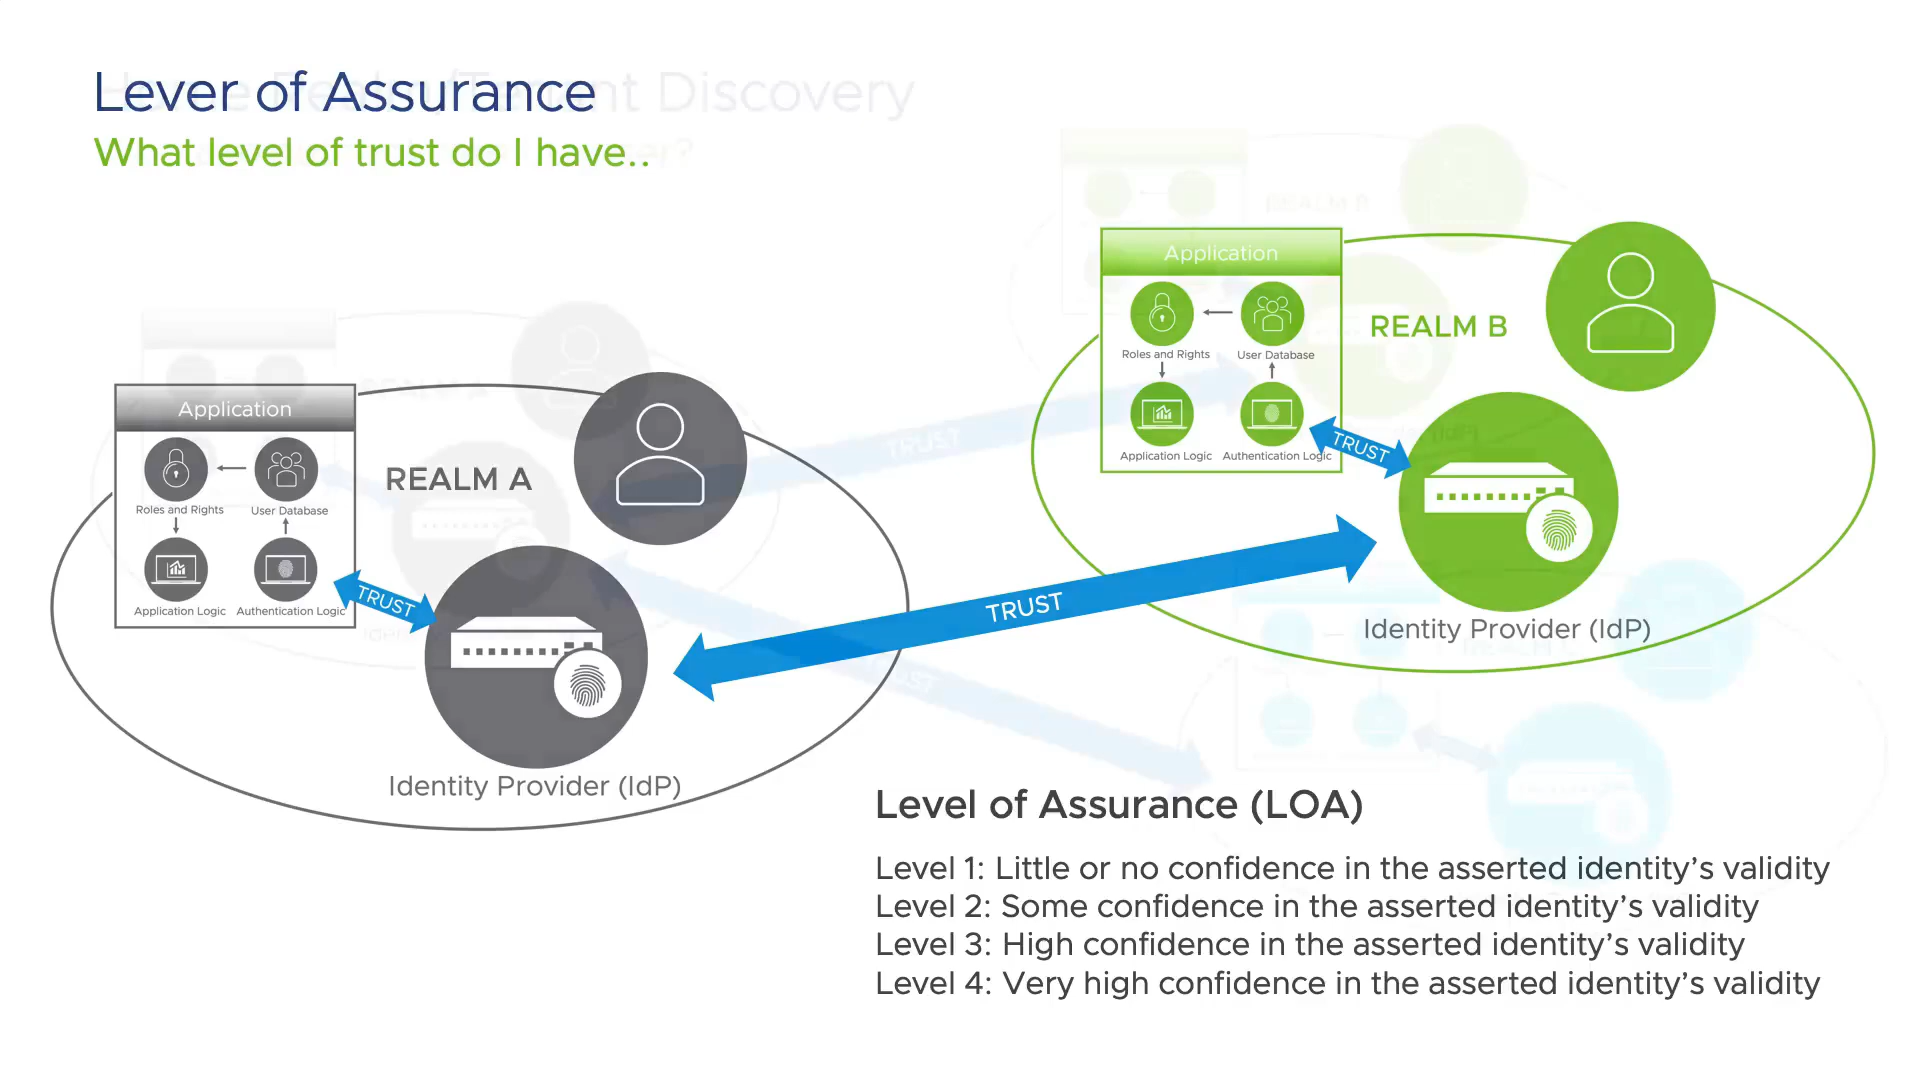 Lever of Assurance
What level of trust do I have..
Discovery
REALM B
Application
REALM B
Roles and Rights
User Database
Application Logic
Authentication Logic
TRUST
TRUST
Identity Provider (IdP)
Application
REALM A
Roles and Rights
User Database
Application Logic
Authentication Logic
TRUST
TRUST
Identity Provider (IdP)
Level of Assurance (LOA)
Level 1: Little or no confidence in the asserted identity’s validity
Level 2: Some confidence in the asserted identity’s validity
Level 3: High confidence in the asserted identity’s validity
Level 4: Very high confidence in the asserted identity’s validity